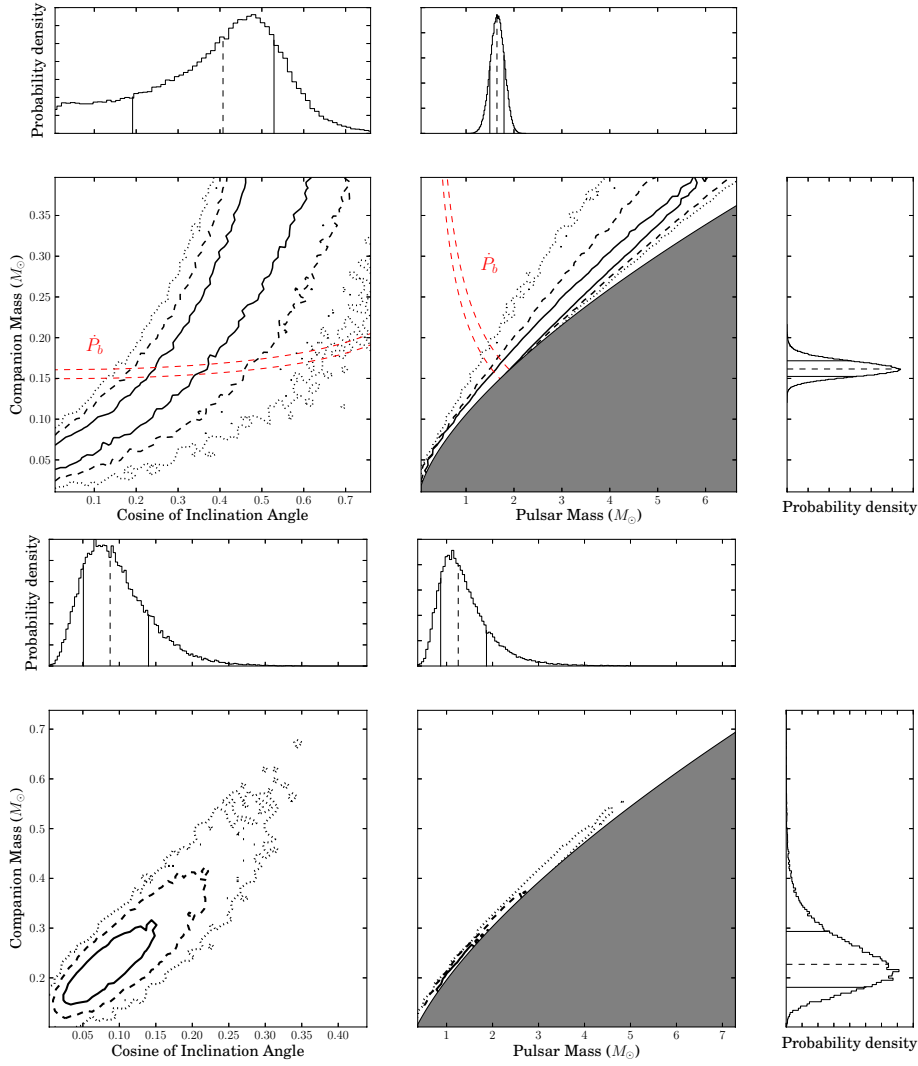 Probability density
Companion Mass (M⊙)
0.35
0.30
0.25
0.20
0.15
0.10
0.05
Ṗb
0.1 0.2 0.3 0.4 0.5 0.6 0.7
Cosine of Inclination Angle
Ṗb
1 2 3 4 5 6
Pulsar Mass (M⊙)
Probability density
Probability density
Companion Mass (M⊙)
0.7
0.6
0.5
0.4
0.3
0.2
0.05 0.10 0.15 0.20 0.25 0.30 0.35 0.40
Cosine of Inclination Angle
1 2 3 4 5 6 7
Pulsar Mass (M⊙)
Probability density